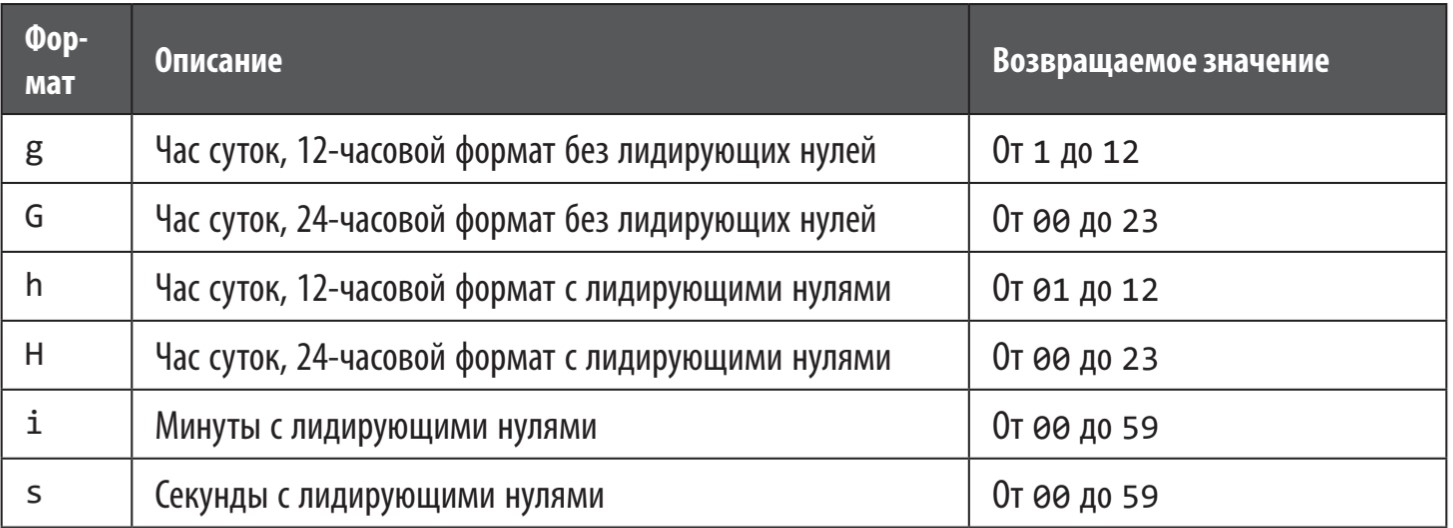 Фор-
мат
Описание
Возвращаемое значение
g
Час суток, 12-часовой формат без лидирующих нулей
От 1 до 12
G
Час суток, 24-часовой формат без лидирующих нулей
От 00 до 23
h
Час суток, 12-часовой формат с лидирующими нулями
От 01 до 12
H
Час суток, 24-часовой формат с лидирующими нулями
От 00 до 23
i
Минуты с лидирующими нулями
От 00 до 59
s
Секунды с лидирующими нулями
От 00 до 59